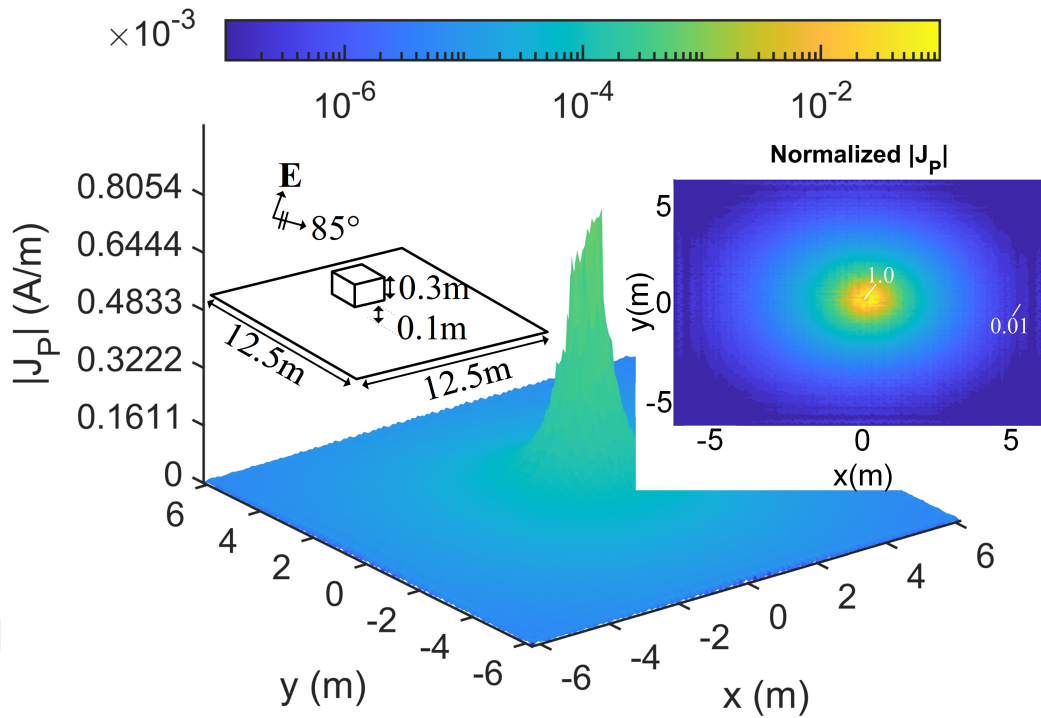 ×10^-3
10^-6 10^-4 10^-2
|J_P| (A/m)
0.8054
0.6444
0.4833
0.3222
0.1611
0
E
85°
0.3m
0.1m
12.5m
12.5m
Normalized |J_P|
5
0
-5
y(m)
1.0
0.01
-5 0 5
x(m)
6
4
2
0
-2
-4
-6
y (m)
-6
-4
-2
0
2
4
6
x (m)